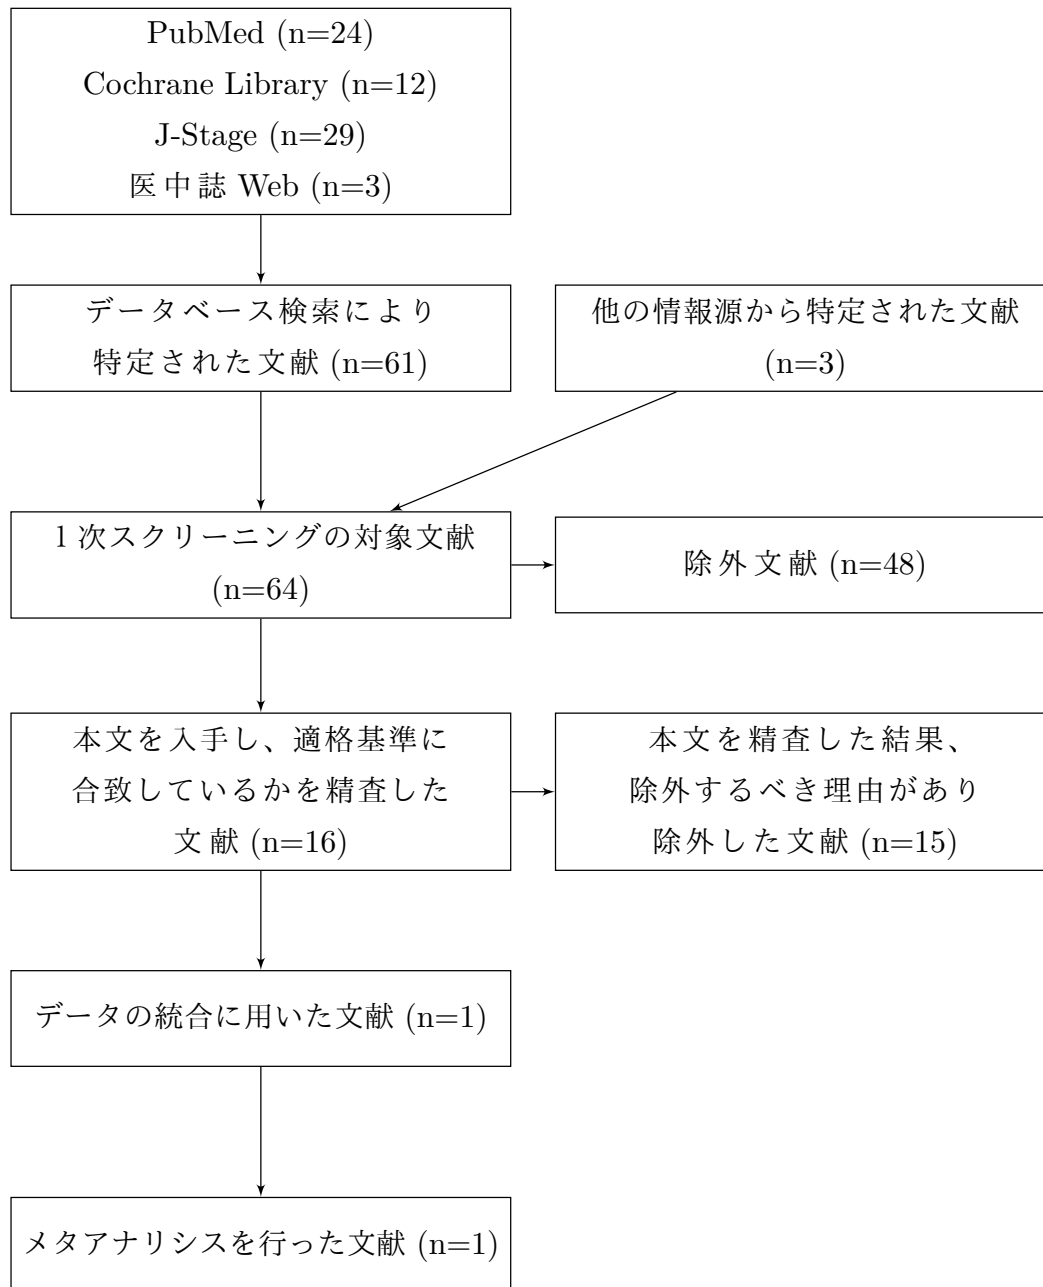 PubMed (n=24)
Cochrane Library (n=12)
J-Stage (n=29)
医中誌 Web (n=3)
データベース検索により
特定された文献 (n=61)
他の情報源から特定された文献
(n=3)
1 次スクリーニングの対象文献
(n=64)
除外文献 (n=48)
本文を入手し、適格基準に
合致しているかを精査した
文献 (n=16)
本文を精査した結果、
除外するべき理由があり
除外した文献 (n=15)
データの統合に用いた文献 (n=1)
メタアナリシスを行った文献 (n=1)